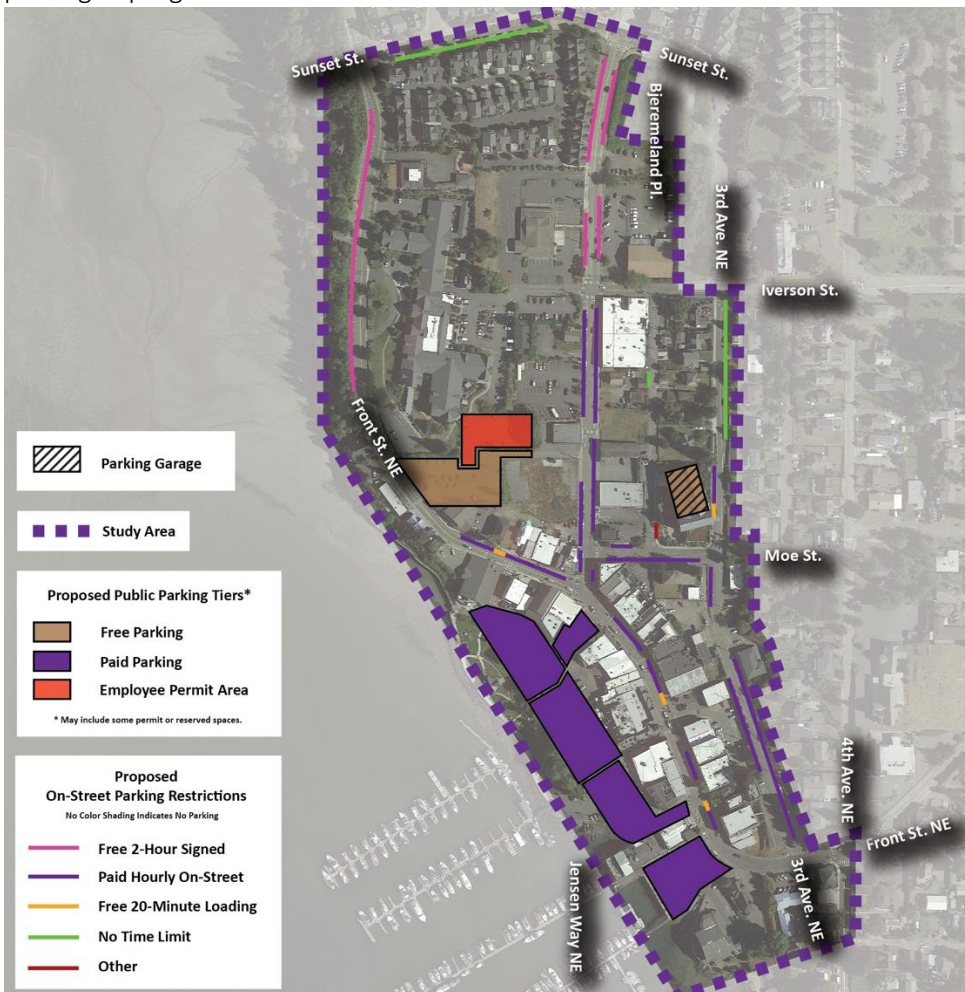 Sunset St.
Sunset St.
Bjeremeland Pl.
3rd Ave. NE
Iverson St.
Front St. NE
Moe St.
4th Ave. NE
Front St. NE
3rd Ave. NE
Jensen Way NE
Parking Garage
Study Area
Proposed Public Parking Tiers*
Free Parking
Paid Parking
Employee Permit Area
* May include some permit or reserved spaces.
Proposed
On-Street Parking Restrictions
No Color Shading Indicates No Parking
Free 2-Hour Signed
Paid Hourly On-Street
Free 20-Minute Loading
No Time Limit
Other